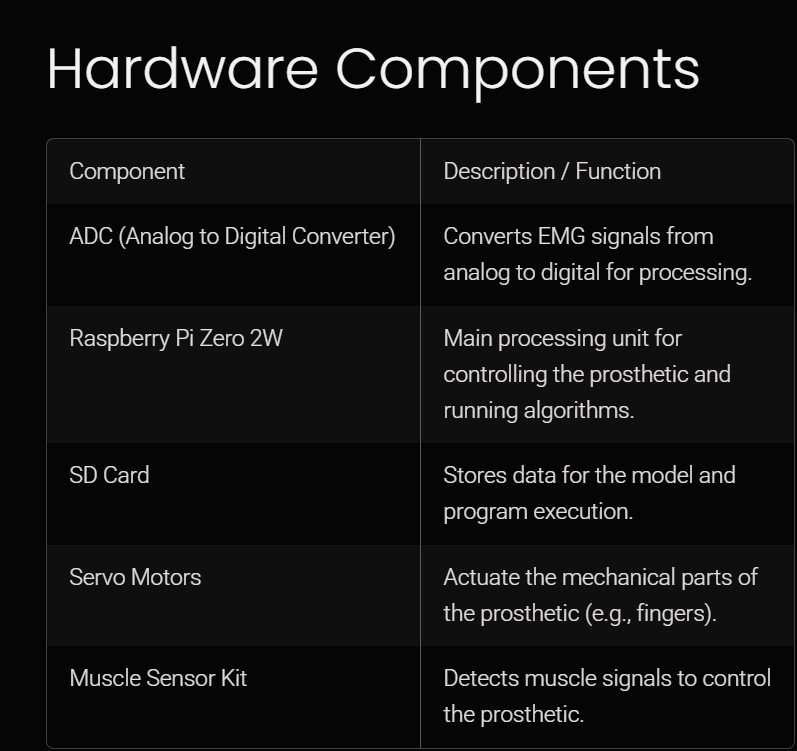 Hardware Components
Component
Description / Function
ADC (Analog to Digital Converter)
Converts EMG signals from
analog to digital for processing.
Raspberry Pi Zero 2W
Main processing unit for
controlling the prosthetic and
running algorithms.
SD Card
Stores data for the model and
program execution.
Servo Motors
Actuate the mechanical parts of
the prosthetic (e.g., fingers).
Muscle Sensor Kit
Detects muscle signals to control
the prosthetic.